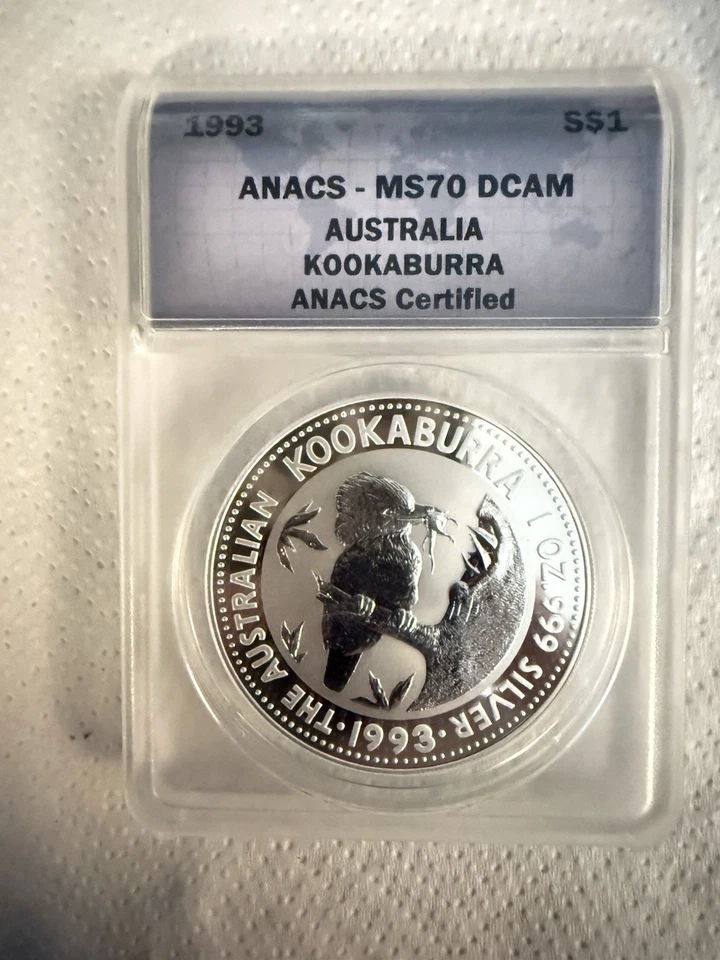 1993 S$1
ANACS - MS70 DCAM
AUSTRALIA
KOOKABURRA
ANACS Certified
THE AUSTRALIAN KOOKABURRA 1 OZ. 999 SILVER · 1993 ·